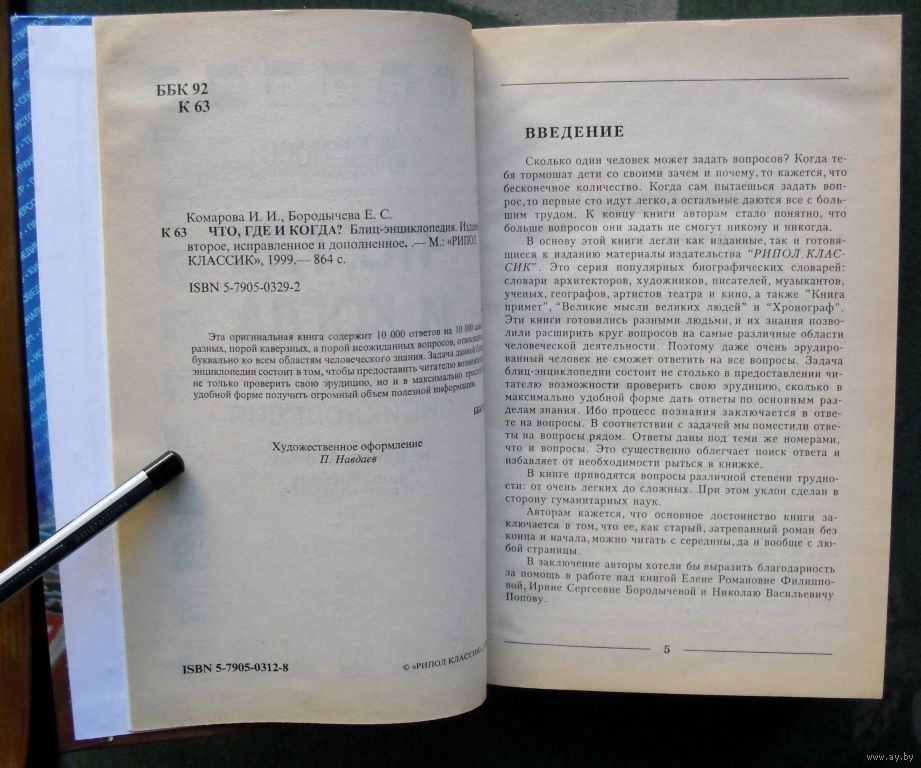 ББК 92
К 63
Комарова И. И., Бородычева Е. С.
К 63 ЧТО, ГДЕ И КОГДА? Блиц-энциклопедия.
второе, исправленное и дополненное. .— М.: «РИПОЛ
КЛАССИК», 1999.— 864 с.
ISBN 5-7905-0329-2
Эта оригинальная книга содержит 10 000 ответов на 10 000
разных, порой каверзных, а порой неожиданных вопросов,
буквально ко всем областям человеческого знания. Задача данной
энциклопедии состоит в том, чтобы предоставить читателю
не только проверить свою эрудицию, но и в максимально
удобной форме получить огромный объем полезной информации.
ББК
Художественное оформление
П. Навдаев
ISBN 5-7905-0312-8
© «РИПОЛ КЛАССИК»
ВВЕДЕНИЕ
Сколько один человек может задать вопросов? Когда те-
бя тормошат дети со своими зачем и почему, то кажется, что
бесконечное количество. Когда сам пытаешься задать воп-
рос, то первые сто идут легко, а остальные даются все с боль-
шим трудом. К концу книги авторам стало понятно, что
больше вопросов они задать не смогут никому и никогда.
В основу этой книги легли как изданные, так и готовя-
щиеся к изданию материалы издательства "РИПОЛ КЛАС-
СИК". Это серия популярных биографических словарей:
словари архитекторов, художников, писателей, музыкантов,
ученых, географов, артистов театра и кино, а также "Книга
примет", "Великие мысли великих людей" и "Хронограф".
Эти книги готовились разными людьми, и их знания позво-
лили расширить круг вопросов на самые различные области
человеческой деятельности. Поэтому даже очень эрудиро-
ванный человек не сможет ответить на все вопросы. Задача
блиц-энциклопедии состоит не столько в предоставлении чи-
тателю возможности проверить свою эрудицию, сколько в
максимально удобной форме дать ответы по основным раз-
делам знания. Ибо процесс познания заключается в отве-
те на вопросы. В соответствии с задачей мы поместили отве-
ты на вопросы рядом. Ответы даны под теми же номерами,
что и вопросы. Это существенно облегчает поиск ответа и
избавляет от необходимости рыться в книжке.
В книге приводятся вопросы различной степени трудно-
сти: от очень легких до сложных. При этом уклон сделан в
сторону гуманитарных наук.
Авторам кажется, что основное достоинство книги за-
ключается в том, что ее, как старый, затрепанный роман без
конца и начала, можно читать с середины, да и вообще с лю-
бой страницы.
В заключение авторы хотели бы выразить благодарность
за помощь в работе над книгой Елене Романовне Филиппо-
вой, Ирине Сергеевне Бородычевой и Николаю Васильевичу
Попову.
5
www.ay.by